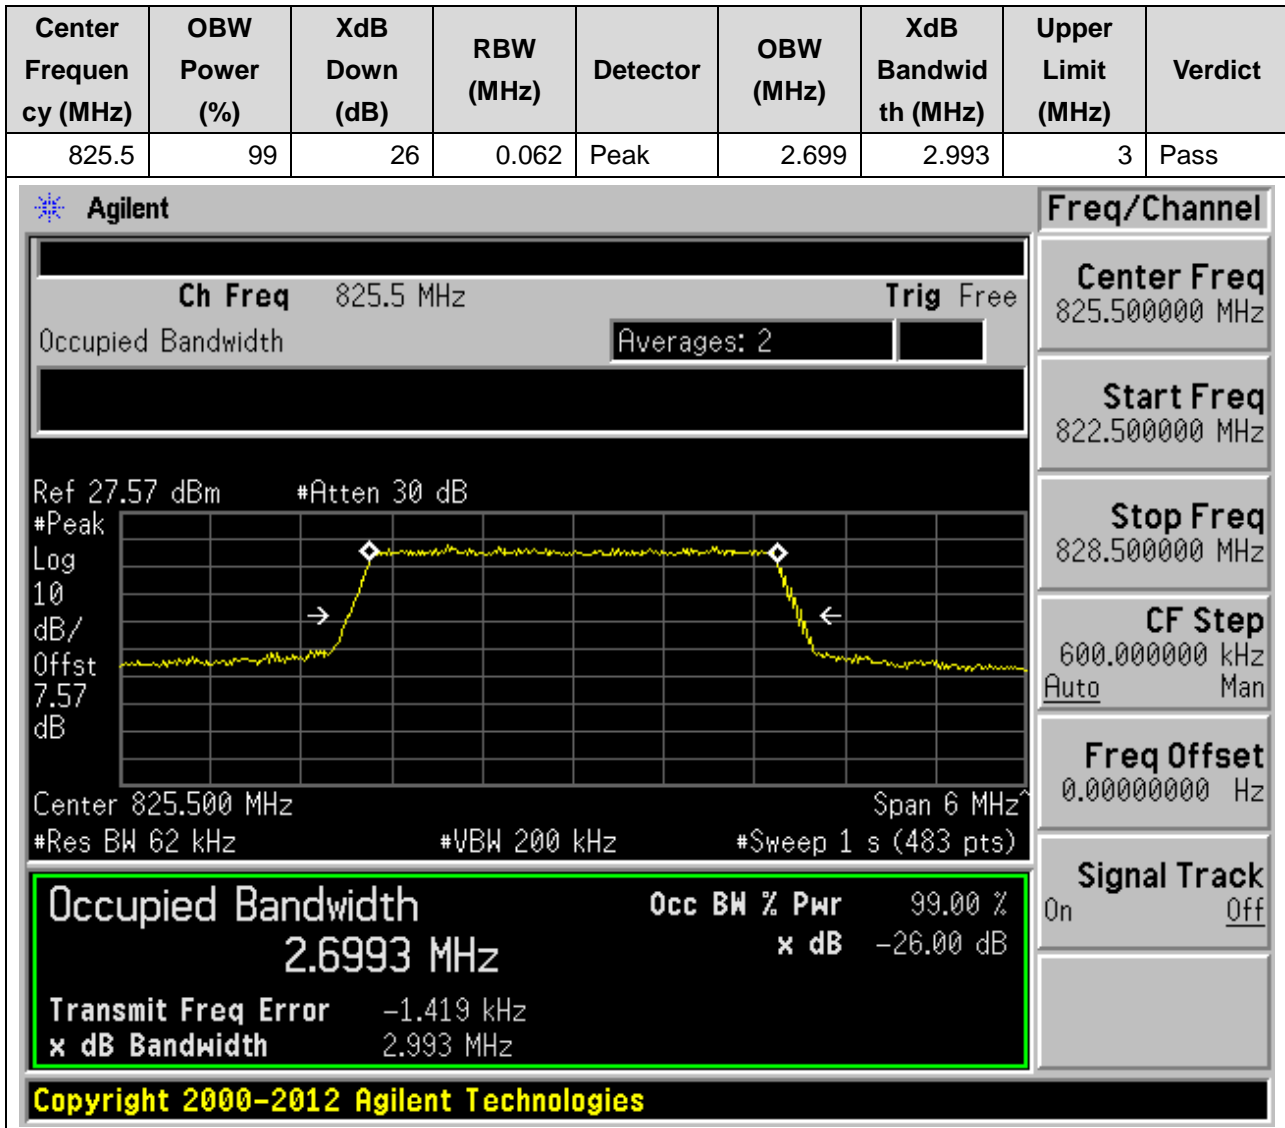 Center Frequen cy (MHz) OBW Power (%) XdB Down (dB) RBW (MHz) Detector OBW (MHz) XdB Bandwid th (MHz) Upper Limit (MHz) Verdict
825.5 99 26 0.062 Peak 2.699 2.993 3 Pass
Agilent
Freq/Channel
Ch Freq 825.5 MHz Trig Free
Occupied Bandwidth Averages: 2
Center Freq
825.500000 MHz
Start Freq
822.500000 MHz
Stop Freq
828.500000 MHz
CF Step
600.000000 kHz
Auto Man
Freq Offset
0.00000000 Hz
Signal Track
On Off
Ref 27.57 dBm #Atten 30 dB
#Peak
Log
10
dB/
Offst
7.57
dB
Center 825.500 MHz Span 6 MHz^
#Res BW 62 kHz #VBW 200 kHz #Sweep 1 s (483 pts)
Occupied Bandwidth Occ BW % Pwr 99.00 %
2.6993 MHz x dB -26.00 dB
Transmit Freq Error -1.419 kHz
x dB Bandwidth 2.993 MHz
Copyright 2000-2012 Agilent Technologies